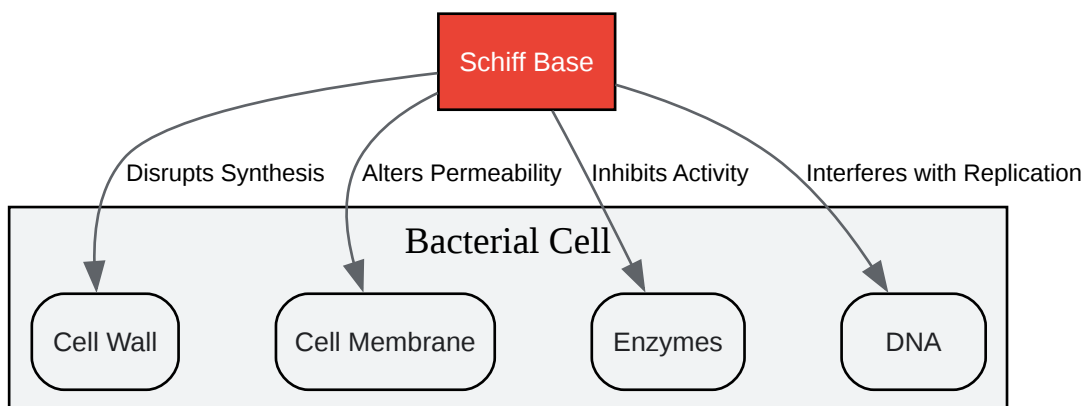 Schiff Base
Disrupts Synthesis
Alters Permeability
Inhibits Activity
Interferes with Replication
Bacterial Cell
Cell Wall
Cell Membrane
Enzymes
DNA